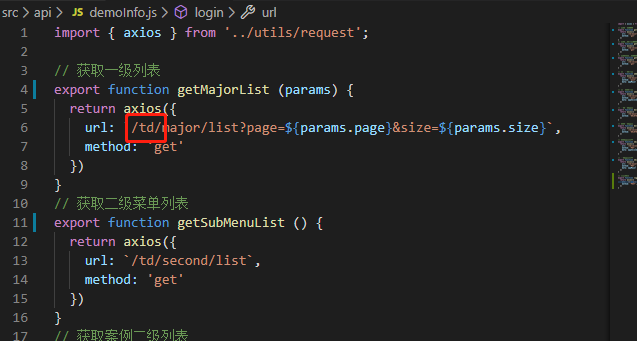 src > api > JS demoInfo.js > login > url
1 import { axios } from '../utils/request';
2
3 // 获取一级列表
4 export function getMajorList (params) {
5 return axios({
6 url: `/td/major/list?page=${params.page}&size=${params.size}`,
7 method: 'get'
8 })
9 }
10 // 获取二级菜单列表
11 export function getSubMenuList () {
12 return axios({
13 url: `/td/second/list`,
14 method: 'get'
15 })
16 }
17 // 获取案例二级列表